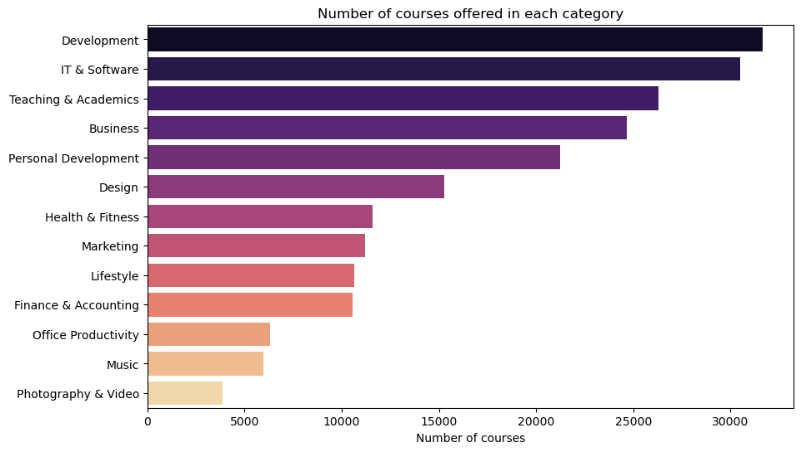 Number of courses offered in each category
Development
IT & Software
Teaching & Academics
Business
Personal Development
Design
Health & Fitness
Marketing
Lifestyle
Finance & Accounting
Office Productivity
Music
Photography & Video
0 5000 10000 15000 20000 25000 30000
Number of courses